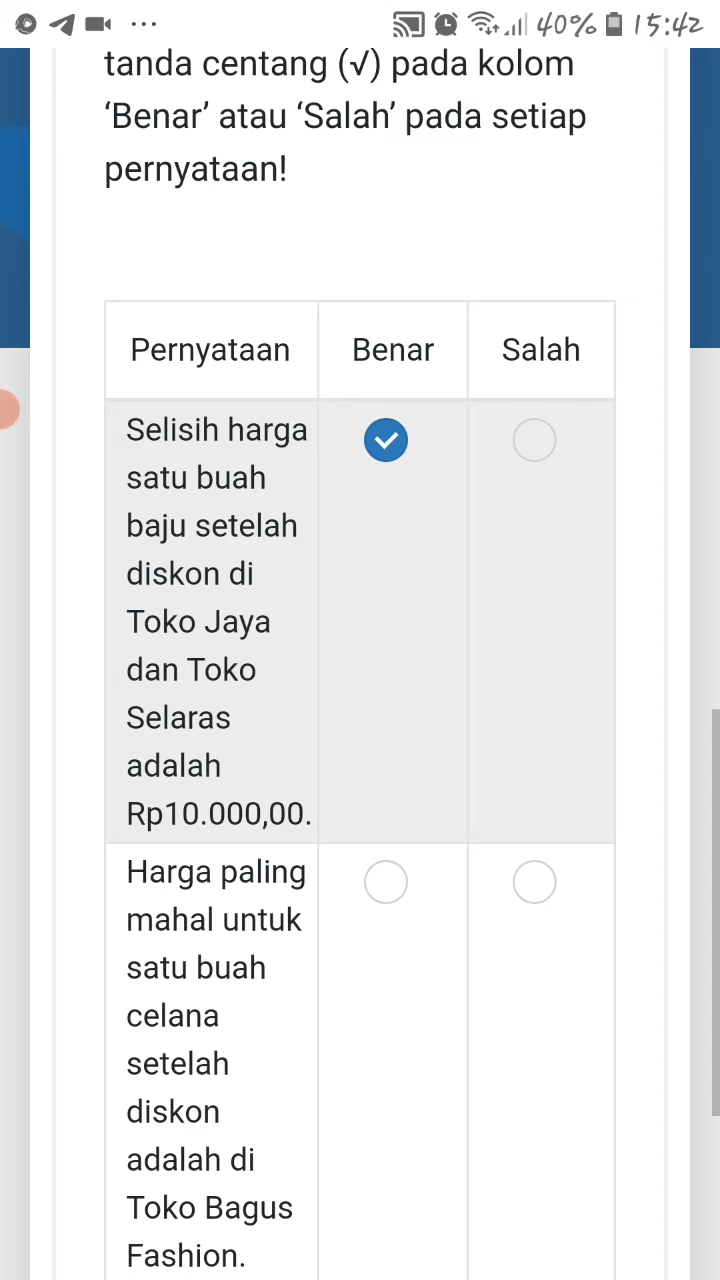 40% 15:42
tanda centang (√) pada kolom
‘Benar’ atau ‘Salah’ pada setiap
pernyataan!
Pernyataan Benar Salah
Selisih harga
satu buah
baju setelah
diskon di
Toko Jaya
dan Toko
Selaras
adalah
Rp10.000,00.
Harga paling
mahal untuk
satu buah
celana
setelah
diskon
adalah di
Toko Bagus
Fashion.